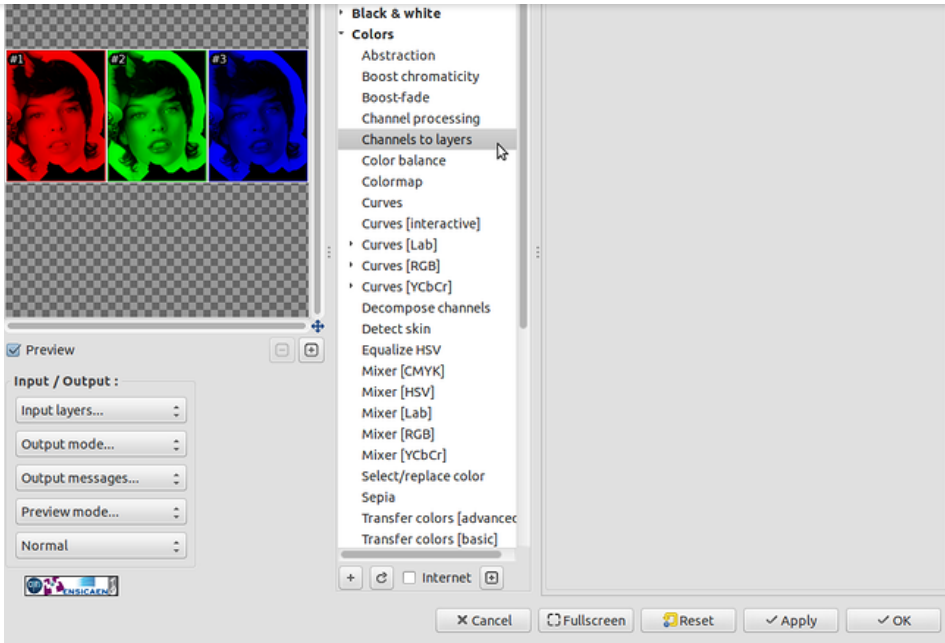 #1 #2 #3
Preview
Input / Output :
Input layers...
Output mode...
Output messages...
Preview mode...
Normal
ENSICAEN
Black & white
Colors
Abstraction
Boost chromaticity
Boost-fade
Channel processing
Channels to layers
Color balance
Colormap
Curves
Curves [interactive]
Curves [Lab]
Curves [RGB]
Curves [YCbCr]
Decompose channels
Detect skin
Equalize HSV
Mixer [CMYK]
Mixer [HSV]
Mixer [Lab]
Mixer [RGB]
Mixer [YCbCr]
Select/replace color
Sepia
Transfer colors [advanced
Transfer colors [basic]
Internet
Cancel Fullscreen Reset Apply OK